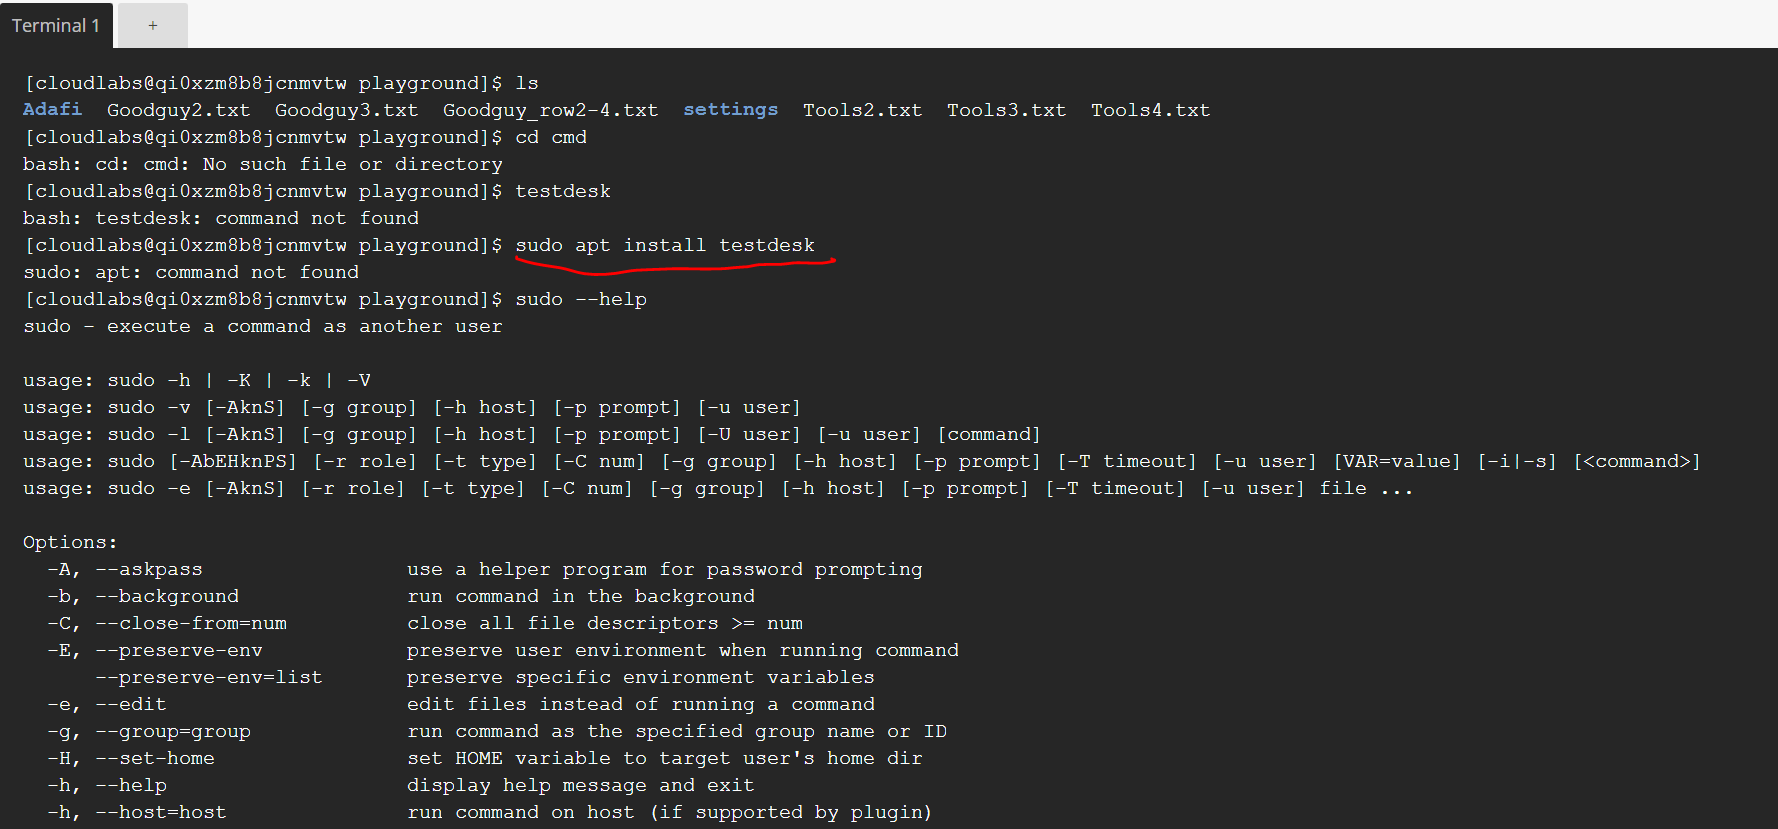 Terminal 1 +
[cloudlabs@qi0xzm8b8jcnmvtw playground]$ ls
Adafi Goodguy2.txt Goodguy3.txt Goodguy_row2-4.txt settings Tools2.txt Tools3.txt Tools4.txt
[cloudlabs@qi0xzm8b8jcnmvtw playground]$ cd cmd
bash: cd: cmd: No such file or directory
[cloudlabs@qi0xzm8b8jcnmvtw playground]$ testdesk
bash: testdesk: command not found
[cloudlabs@qi0xzm8b8jcnmvtw playground]$ sudo apt install testdesk
sudo: apt: command not found
[cloudlabs@qi0xzm8b8jcnmvtw playground]$ sudo --help
sudo - execute a command as another user

usage: sudo -h | -K | -k | -V
usage: sudo -v [-AknS] [-g group] [-h host] [-p prompt] [-u user]
usage: sudo -l [-AknS] [-g group] [-h host] [-p prompt] [-U user] [-u user] [command]
usage: sudo [-AbEHknPS] [-r role] [-t type] [-C num] [-g group] [-h host] [-p prompt] [-T timeout] [-u user] [VAR=value] [-i|-s] [<command>]
usage: sudo -e [-AknS] [-r role] [-t type] [-C num] [-g group] [-h host] [-p prompt] [-T timeout] [-u user] file ...

Options:
  -A, --askpass                 use a helper program for password prompting
  -b, --background              run command in the background
  -C, --close-from=num          close all file descriptors >= num
  -E, --preserve-env            preserve user environment when running command
      --preserve-env=list       preserve specific environment variables
  -e, --edit                    edit files instead of running a command
  -g, --group=group             run command as the specified group name or ID
  -H, --set-home                set HOME variable to target user's home dir
  -h, --help                    display help message and exit
  -h, --host=host               run command on host (if supported by plugin)